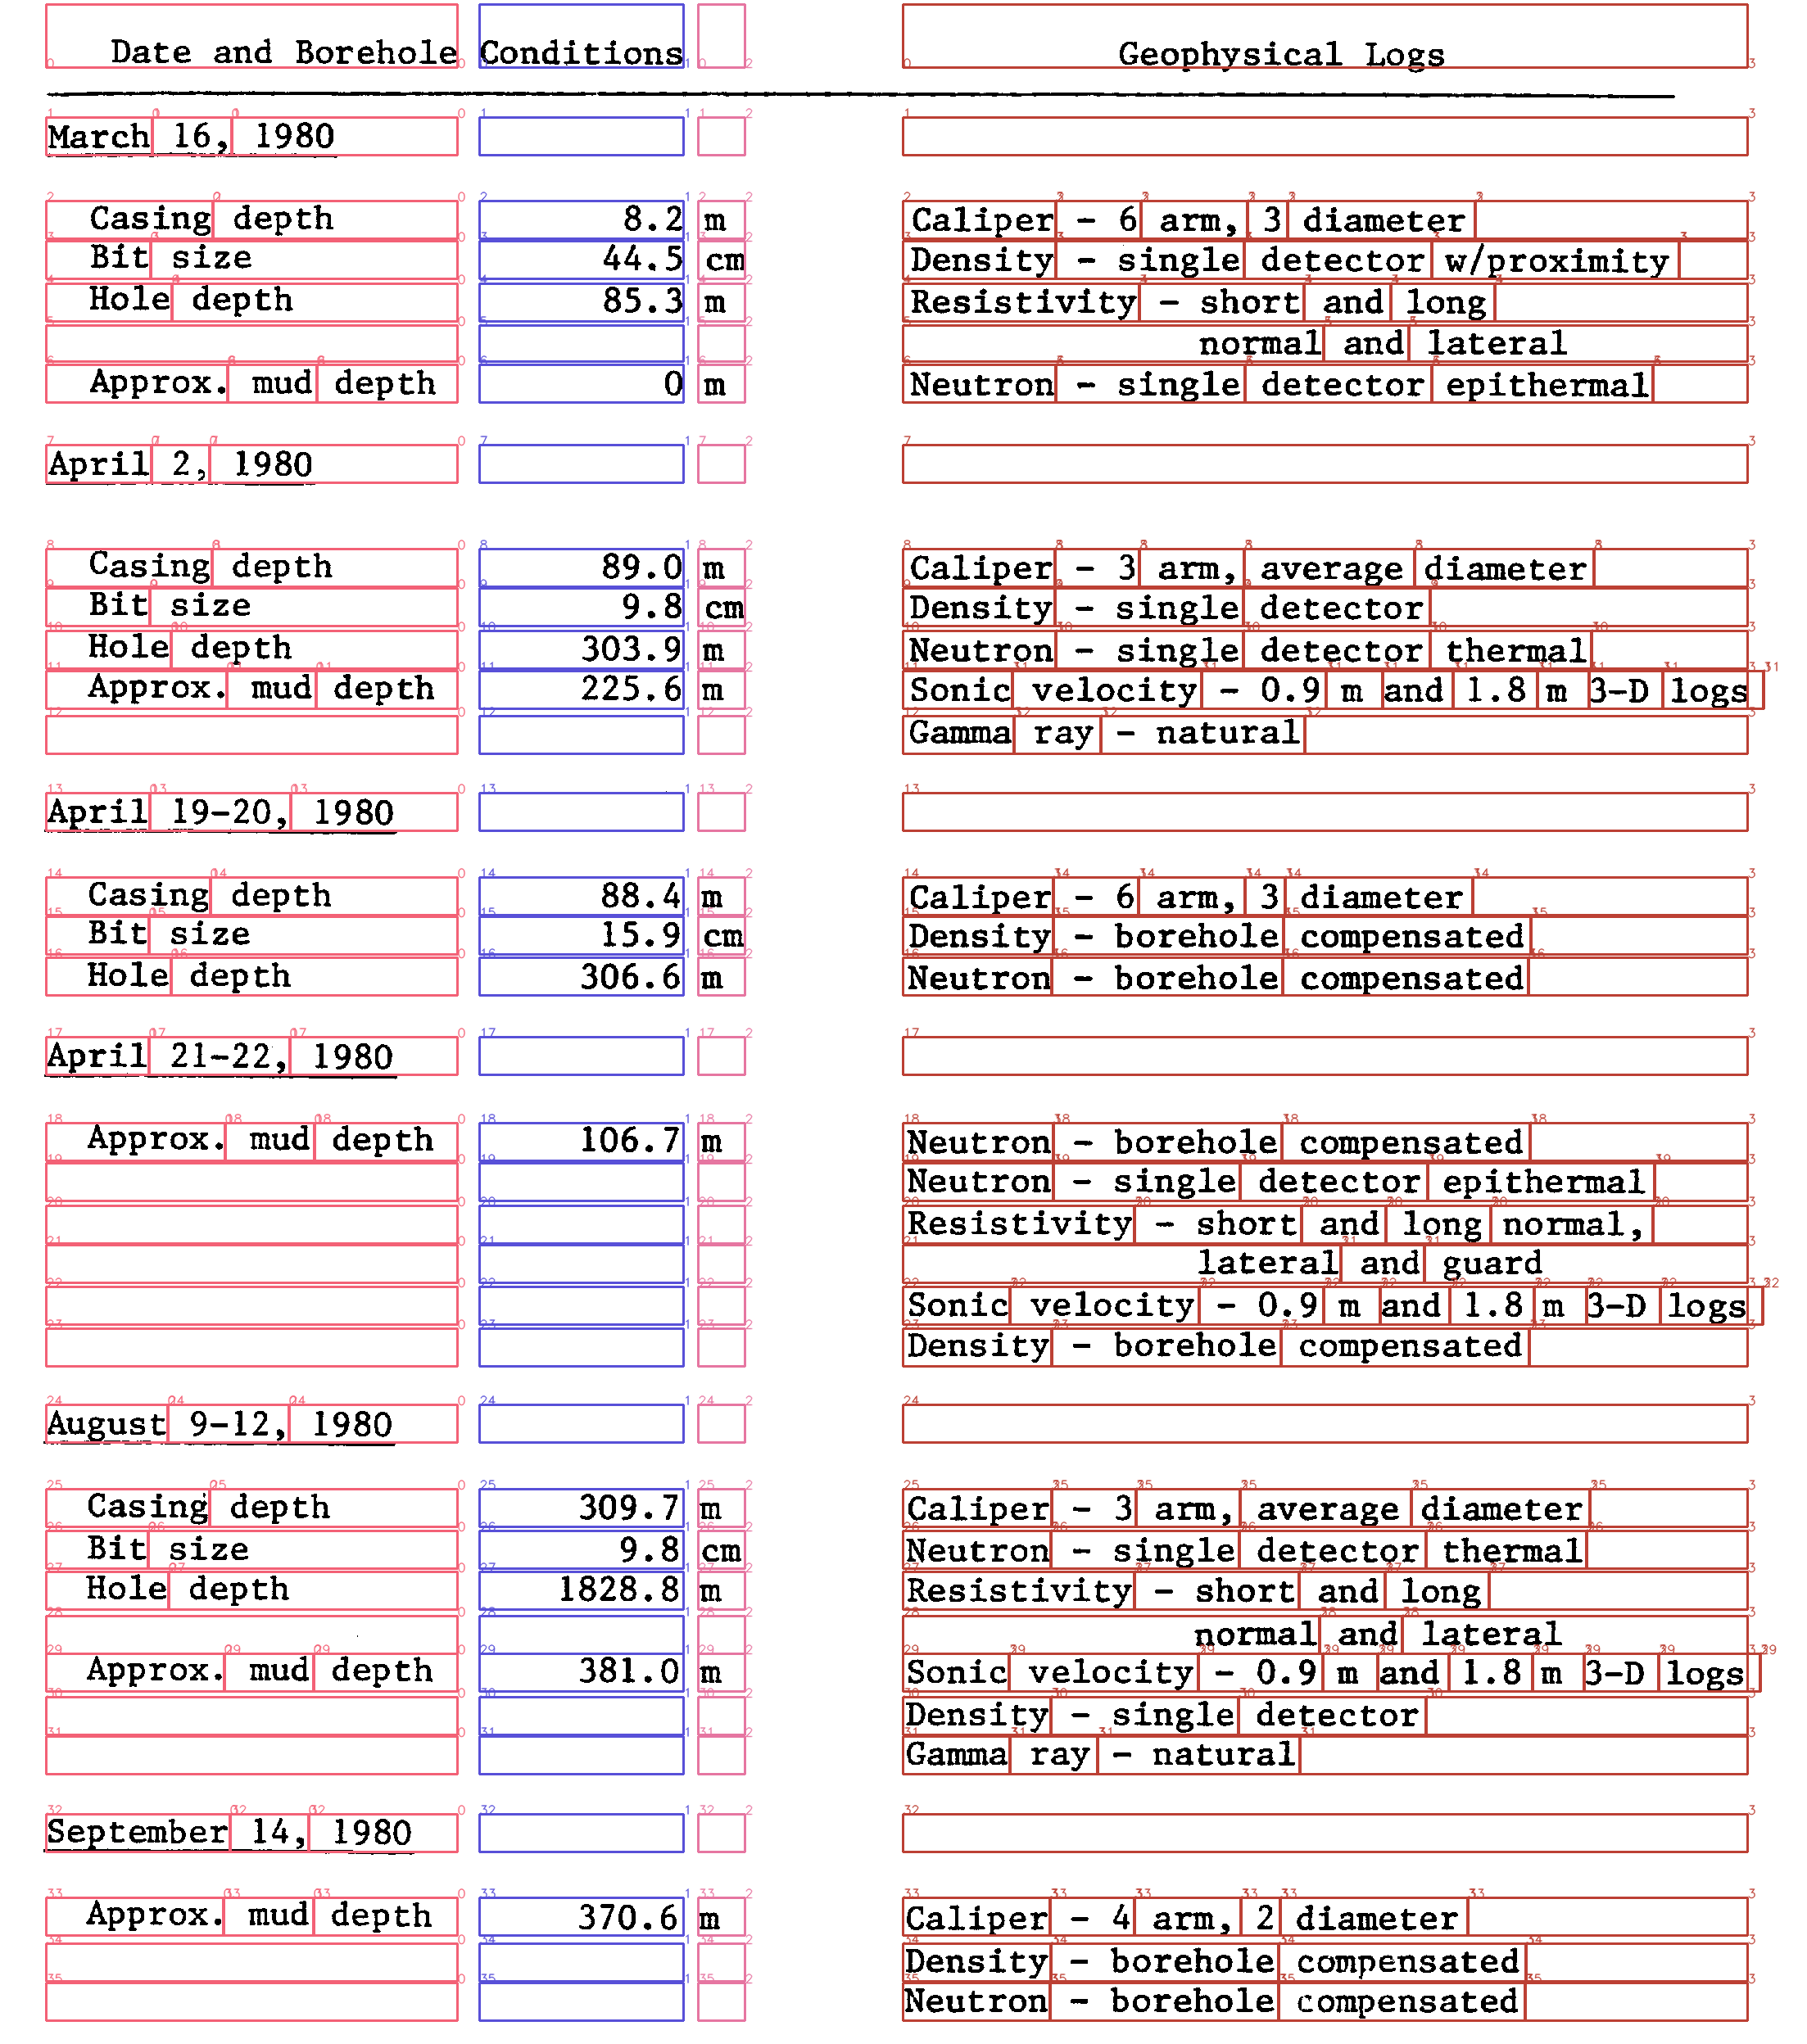 Date and Borehole Conditions Geophysical Logs
March 16, 1980
Casing depth 8.2 m Caliper - 6 arm, 3 diameter
Bit size 44.5 cm Density - single detector w/proximity
Hole depth 85.3 m Resistivity - short and long
normal and lateral
Approx. mud depth 0 m Neutron - single detector epithermal
April 2, 1980
Casing depth 89.0 m Caliper - 3 arm, average diameter
Bit size 9.8 cm Density - single detector
Hole depth 303.9 m Neutron - single detector thermal
Approx. mud depth 225.6 m Sonic velocity - 0.9 m and 1.8 m 3-D logs
Gamma ray - natural
April 19-20, 1980
Casing depth 88.4 m Caliper - 6 arm, 3 diameter
Bit size 15.9 cm Density - borehole compensated
Hole depth 306.6 m Neutron - borehole compensated
April 21-22, 1980
Approx. mud depth 106.7 m Neutron - borehole compensated
Neutron - single detector epithermal
Resistivity - short and long normal,
lateral and guard
Sonic velocity - 0.9 m and 1.8 m 3-D logs
Density - borehole compensated
August 9-12, 1980
Casing depth 309.7 m Caliper - 3 arm, average diameter
Bit size 9.8 cm Neutron - single detector thermal
Hole depth 1828.8 m Resistivity - short and long
normal and lateral
Approx. mud depth 381.0 m Sonic velocity - 0.9 m and 1.8 m 3-D logs
Density - single detector
Gamma ray - natural
September 14, 1980
Approx. mud depth 370.6 m Caliper - 4 arm, 2 diameter
Density - borehole compensated
Neutron - borehole compensated